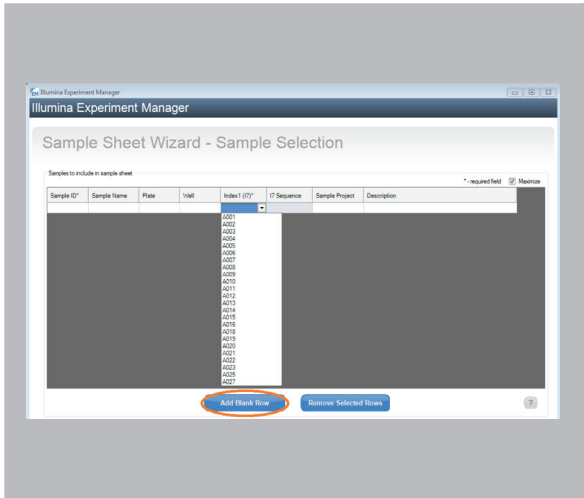 Illumina Experiment Manager
Illumina Experiment Manager
Sample Sheet Wizard - Sample Selection
Samples to include in sample sheet
* - required field Maximize
Sample ID* Sample Name Plate Well Index1 (I7)* I7 Sequence Sample Project Description
A001
A002
A003
A004
A005
A006
A007
A008
A009
A010
A011
A012
A013
A014
A015
A016
A018
A019
A020
A021
A022
A023
A025
A027
Add Blank Row Remove Selected Rows ?